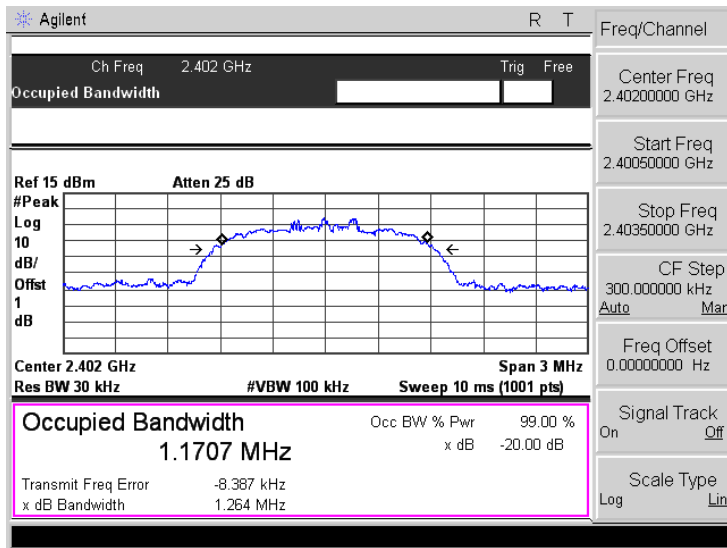 Agilent R T
Freq/Channel
Ch Freq 2.402 GHz Trig Free
Occupied Bandwidth
Center Freq
2.40200000 GHz
Start Freq
2.40050000 GHz
Stop Freq
2.40350000 GHz
CF Step
300.000000 kHz
Auto Man
Freq Offset
0.00000000 Hz
Signal Track
On Off
Scale Type
Log Lin
Ref 15 dBm Atten 25 dB
#Peak
Log
10
dB/
Offst
1
dB
Center 2.402 GHz Span 3 MHz
Res BW 30 kHz #VBW 100 kHz Sweep 10 ms (1001 pts)
Occupied Bandwidth Occ BW % Pwr 99.00 %
1.1707 MHz x dB -20.00 dB
Transmit Freq Error -8.387 kHz
x dB Bandwidth 1.264 MHz